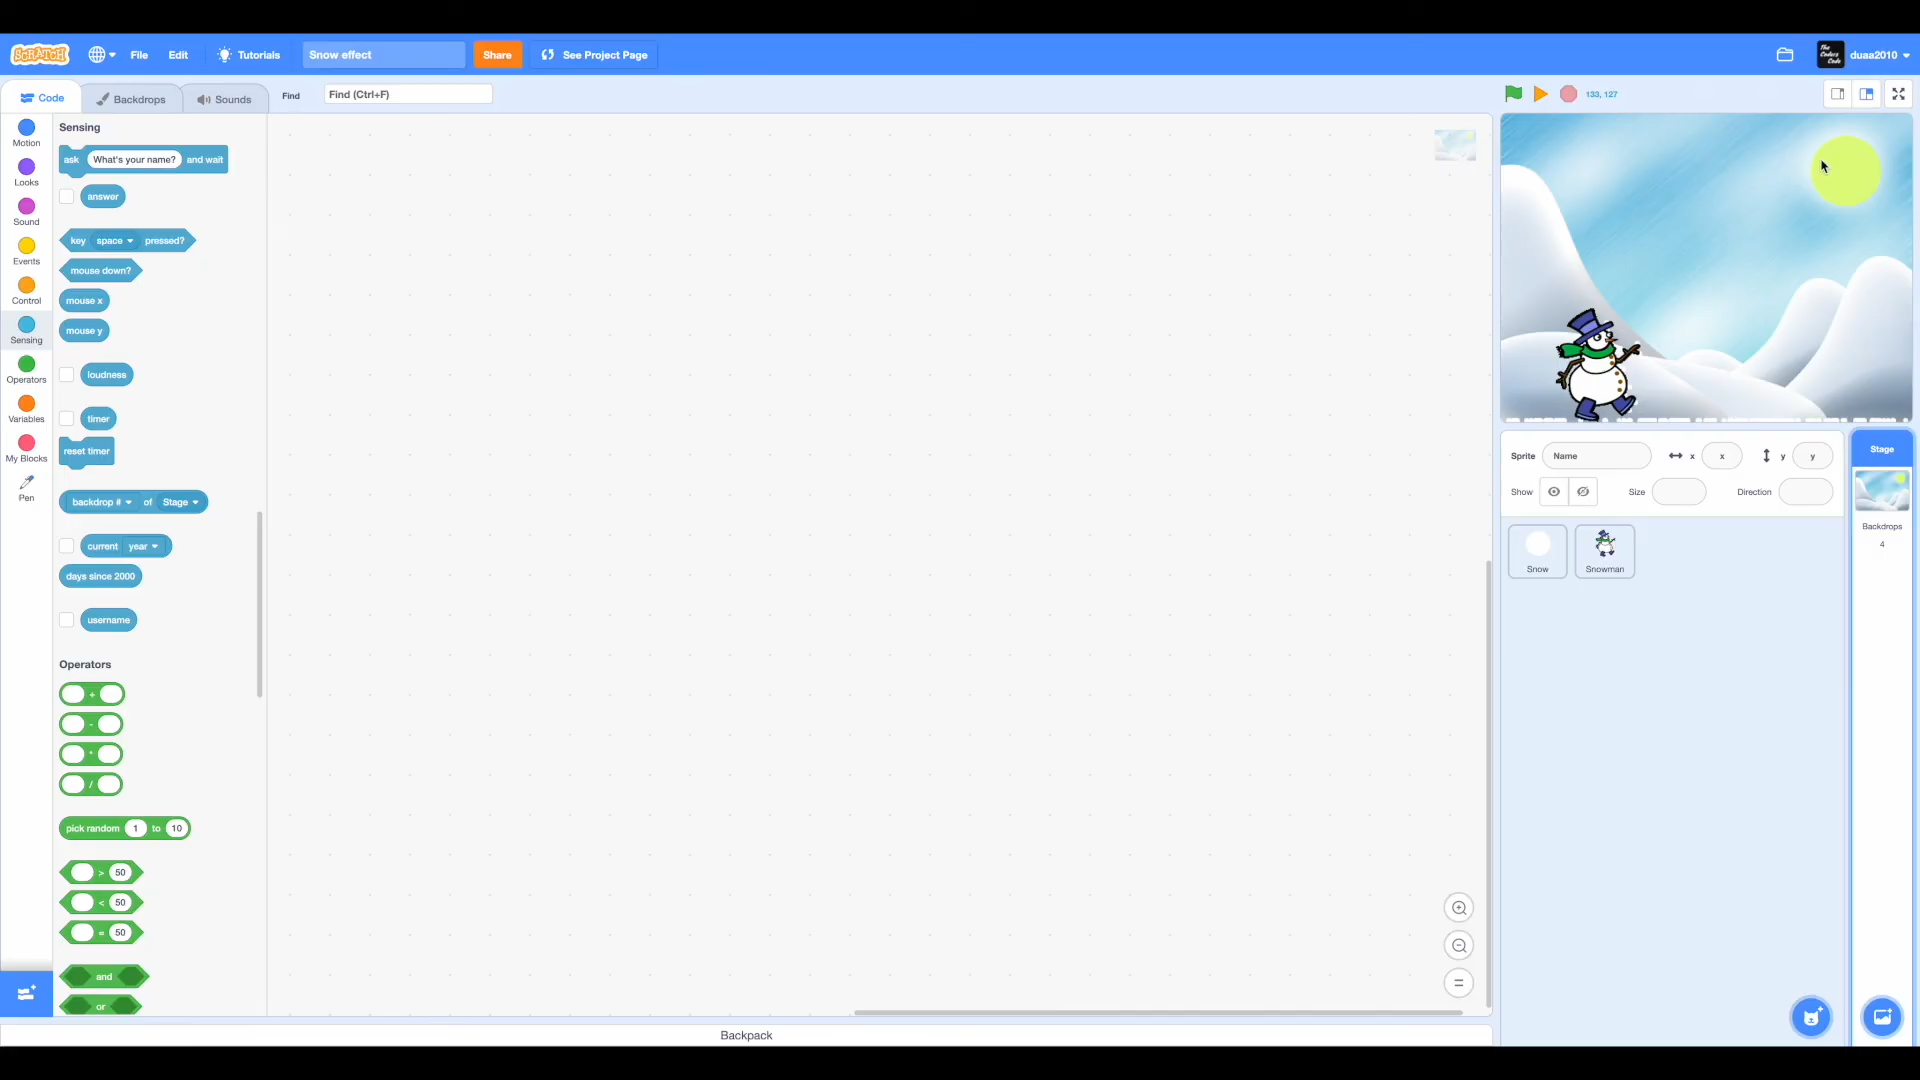 SCRATCH File Edit Tutorials Snow effect Share See Project Page duaa2010
The Coders Code
Code Backdrops Sounds Find Find (Ctrl+F) 133, 127
Motion
Looks
Sound
Events
Control
Sensing
Operators
Variables
My Blocks
Pen
Sensing
ask What's your name? and wait
answer
key space pressed?
mouse down?
mouse x
mouse y
loudness
timer
reset timer
backdrop # of Stage
current year
days since 2000
username
Operators
+
-
*
/
pick random 1 to 10
> 50
< 50
= 50
and
or
Backpack
Sprite Name x x y y
Show Size Direction
Snow Snowman
Stage
Backdrops
4